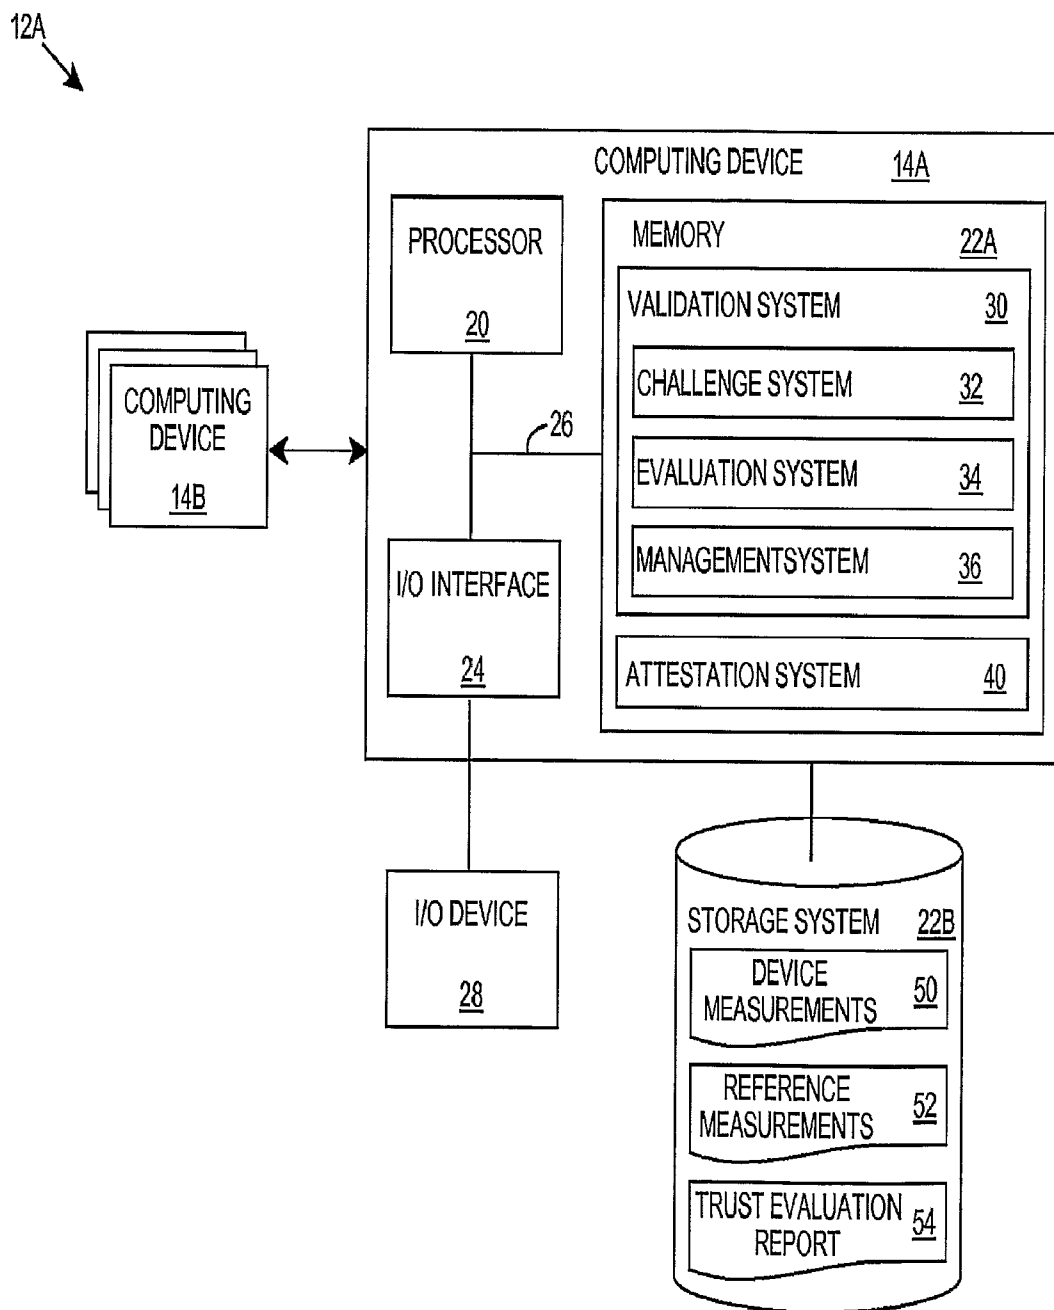 12A
COMPUTING DEVICE 14A
PROCESSOR
20
MEMORY 22A
VALIDATION SYSTEM 30
CHALLENGE SYSTEM 32
EVALUATION SYSTEM 34
MANAGEMENTSYSTEM 36
ATTESTATION SYSTEM 40
26
COMPUTING
DEVICE
14B
I/O INTERFACE
24
I/O DEVICE
28
STORAGE SYSTEM 22B
DEVICE
MEASUREMENTS 50
REFERENCE
MEASUREMENTS 52
TRUST EVALUATION
REPORT 54